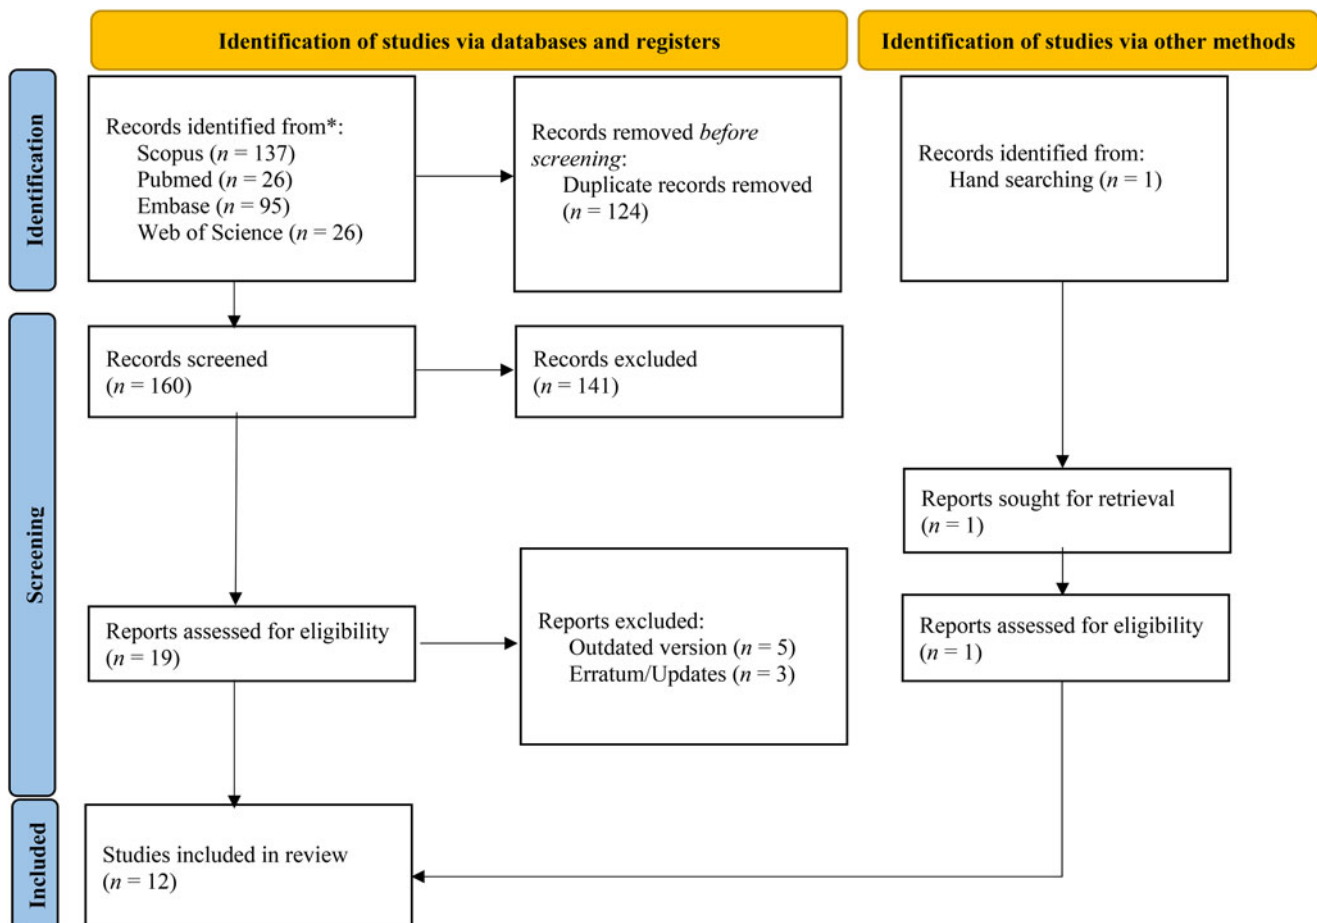 Identification of studies via databases and registers
Identification of studies via other methods
Identification
Records identified from*:
Scopus (n = 137)
Pubmed (n = 26)
Embase (n = 95)
Web of Science (n = 26)
Records removed before
screening:
Duplicate records removed
(n = 124)
Records identified from:
Hand searching (n = 1)
Screening
Records screened
(n = 160)
Records excluded
(n = 141)
Reports sought for retrieval
(n = 1)
Reports assessed for eligibility
(n = 19)
Reports excluded:
Outdated version (n = 5)
Erratum/Updates (n = 3)
Reports assessed for eligibility
(n = 1)
Included
Studies included in review
(n = 12)